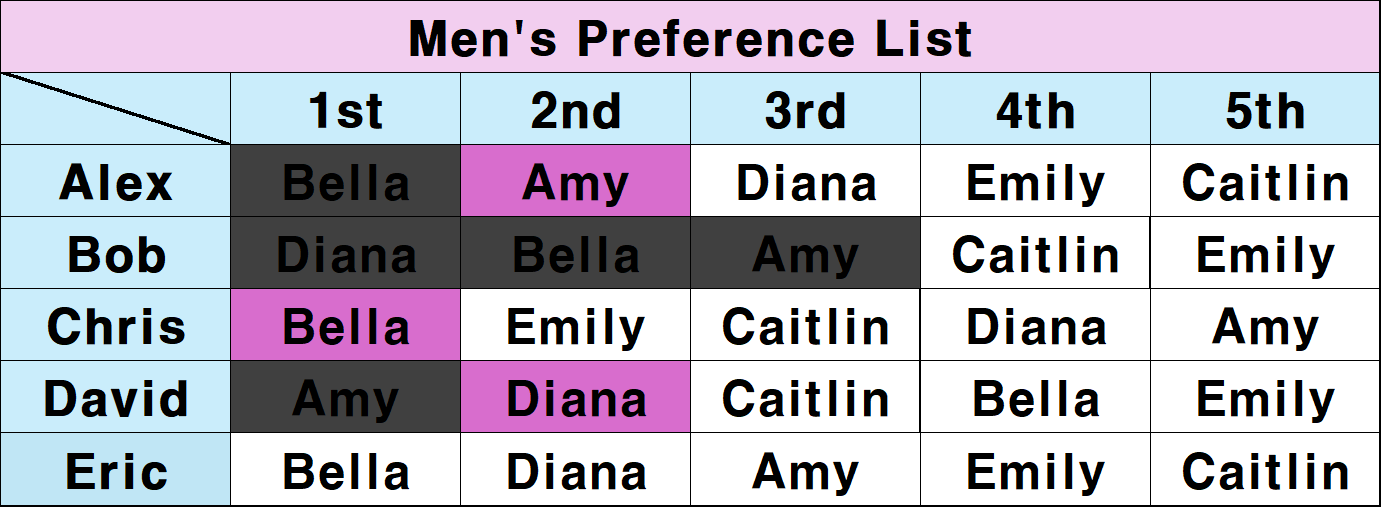 Men's Preference List
1st 2nd 3rd 4th 5th
Alex Bella Amy Diana Emily Caitlin
Bob Diana Bella Amy Caitlin Emily
Chris Bella Emily Caitlin Diana Amy
David Amy Diana Caitlin Bella Emily
Eric Bella Diana Amy Emily Caitlin